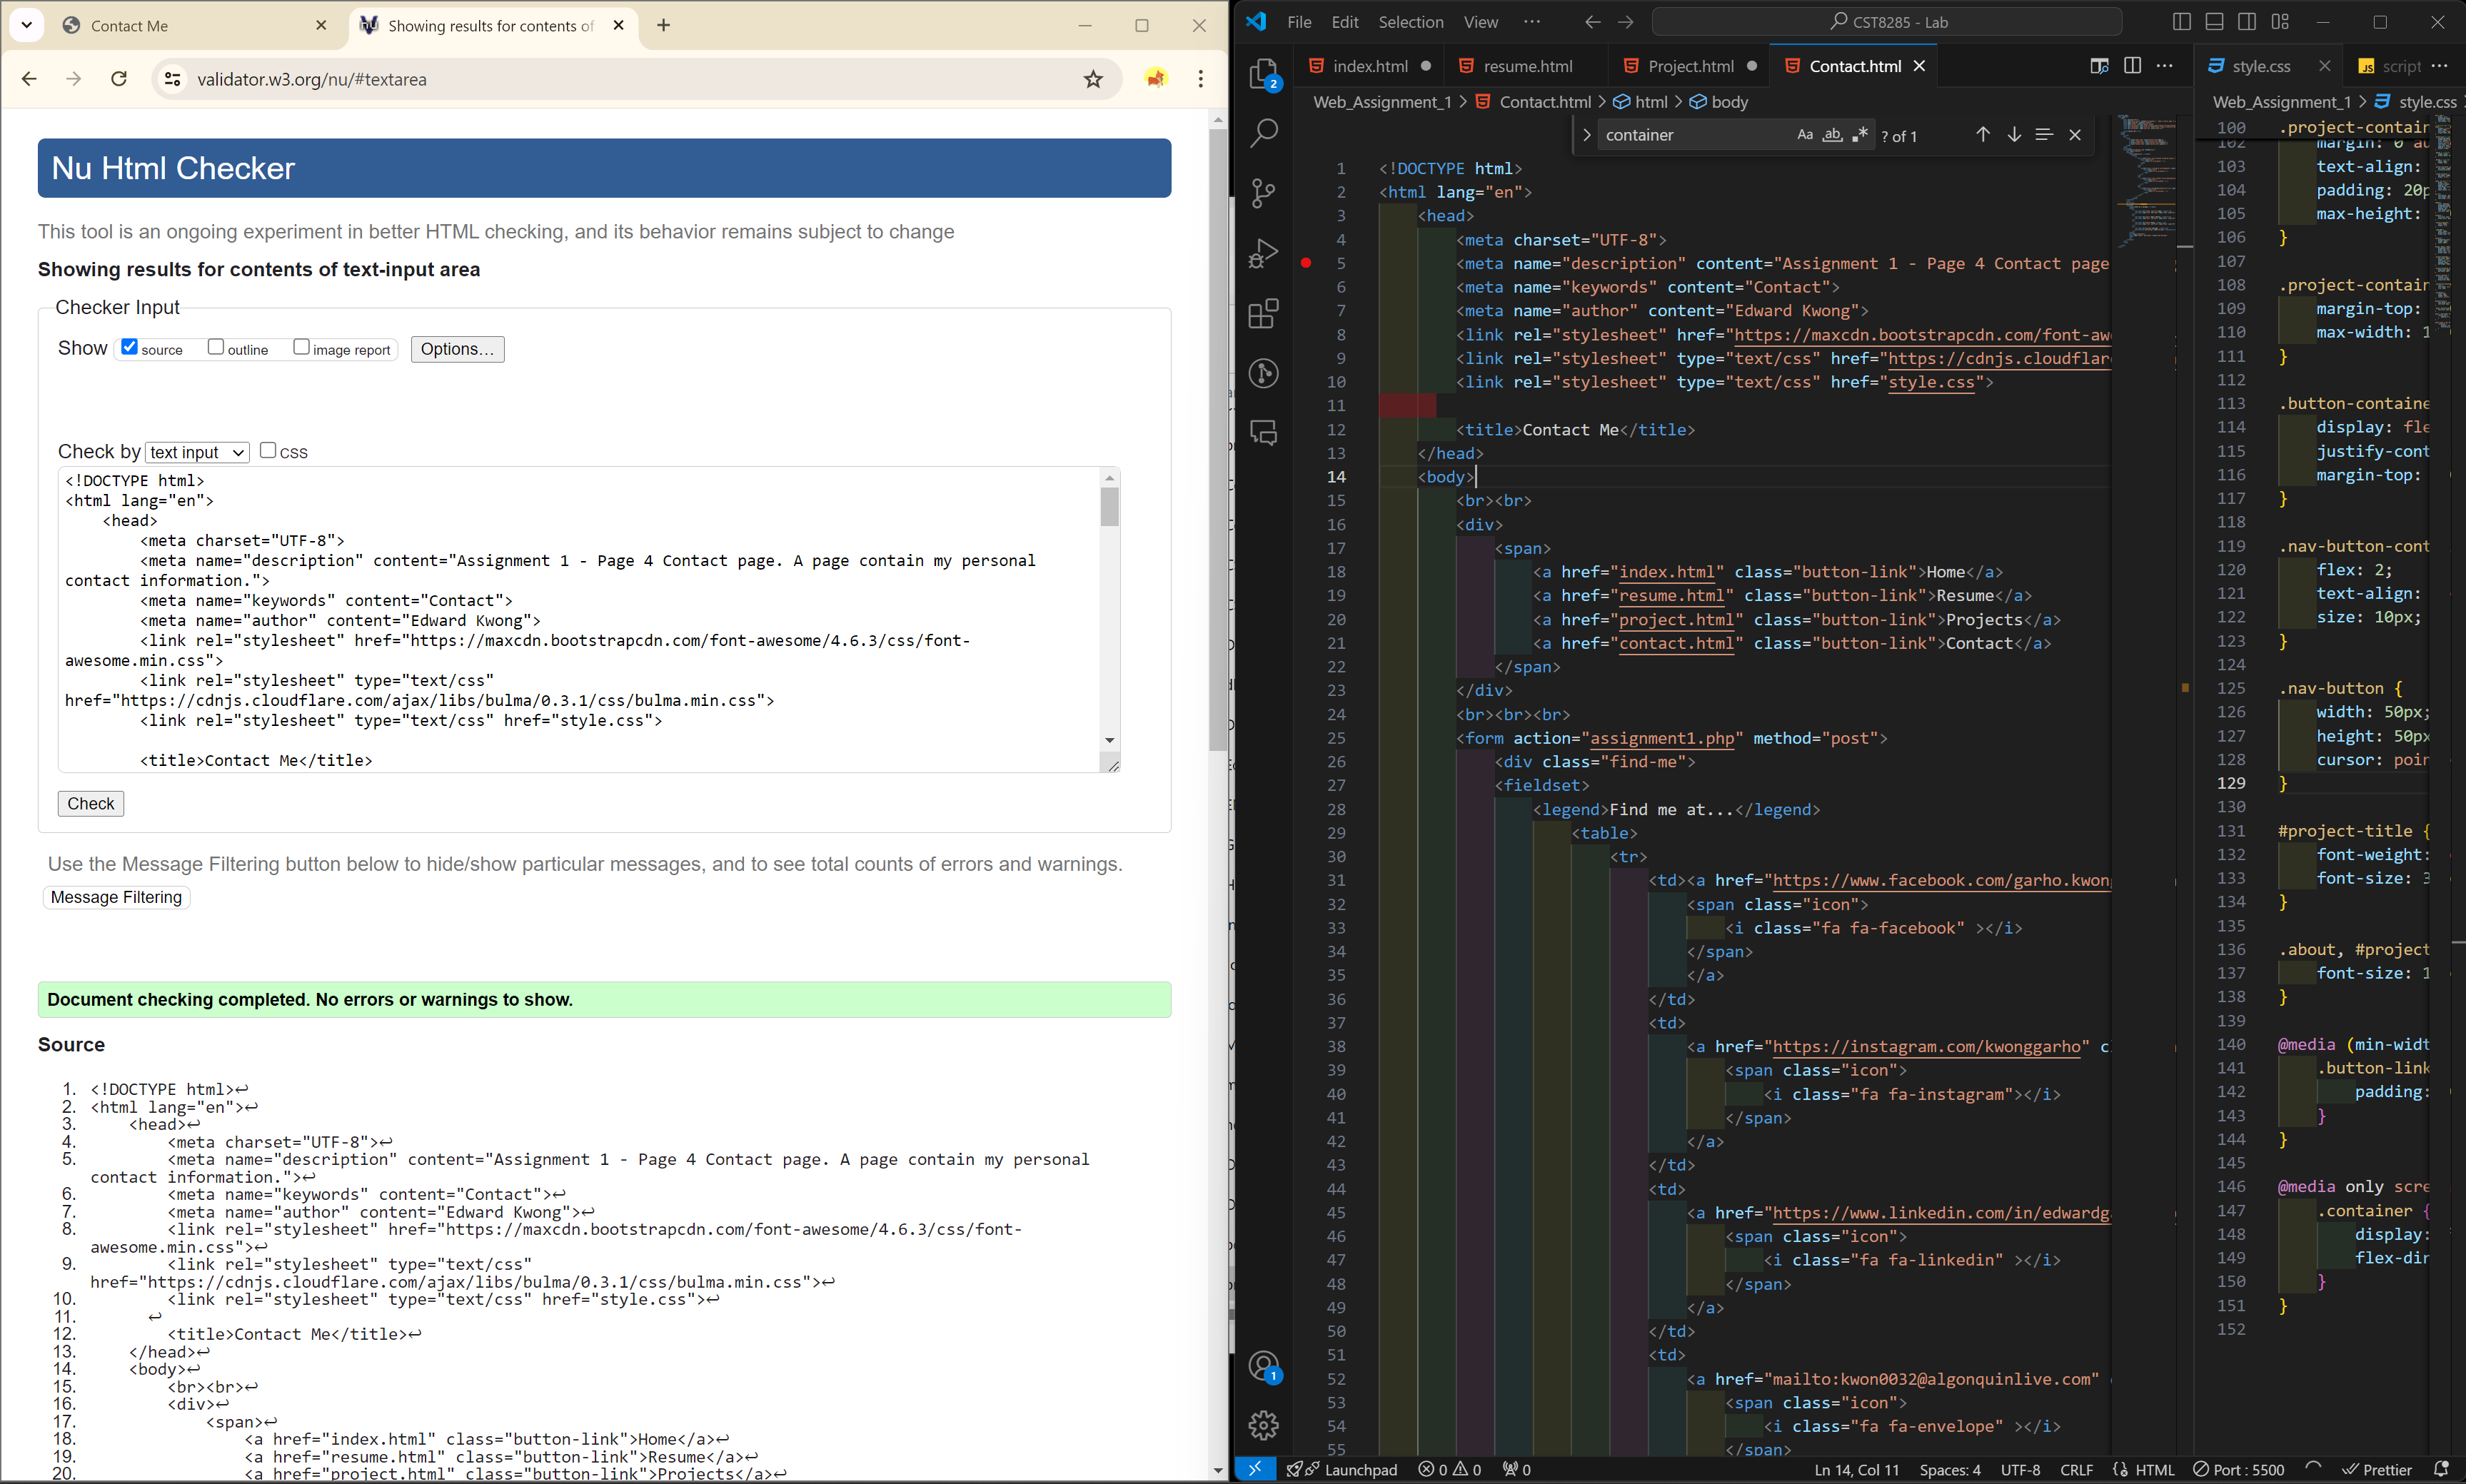 Contact Me
Showing results for contents of
validator.w3.org/nu/#textarea
Nu Html Checker
This tool is an ongoing experiment in better HTML checking, and its behavior remains subject to change
Showing results for contents of text-input area
Checker Input
Show source outline image report Options...
Check by text input CSS
<!DOCTYPE html>
<html lang="en">
<head>
<meta charset="UTF-8">
<meta name="description" content="Assignment 1 - Page 4 Contact page. A page contain my personal
contact information.">
<meta name="keywords" content="Contact">
<meta name="author" content="Edward Kwong">
<link rel="stylesheet" href="https://maxcdn.bootstrapcdn.com/font-awesome/4.6.3/css/font-
awesome.min.css">
<link rel="stylesheet" type="text/css"
href="https://cdnjs.cloudflare.com/ajax/libs/bulma/0.3.1/css/bulma.min.css">
<link rel="stylesheet" type="text/css" href="style.css">
<title>Contact Me</title>
Check
Use the Message Filtering button below to hide/show particular messages, and to see total counts of errors and warnings.
Message Filtering
Document checking completed. No errors or warnings to show.
Source
1. <!DOCTYPE html>↩
2. <html lang="en">↩
3. <head>↩
4. <meta charset="UTF-8">↩
5. <meta name="description" content="Assignment 1 - Page 4 Contact page. A page contain my personal
contact information.">↩
6. <meta name="keywords" content="Contact">↩
7. <meta name="author" content="Edward Kwong">↩
8. <link rel="stylesheet" href="https://maxcdn.bootstrapcdn.com/font-awesome/4.6.3/css/font-
awesome.min.css">↩
9. <link rel="stylesheet" type="text/css"
href="https://cdnjs.cloudflare.com/ajax/libs/bulma/0.3.1/css/bulma.min.css">↩
10. <link rel="stylesheet" type="text/css" href="style.css">↩
11. ↩
12. <title>Contact Me</title>↩
13. </head>↩
14. <body>↩
15. <br><br>↩
16. <div>↩
17. <span>↩
18. <a href="index.html" class="button-link">Home</a>↩
19. <a href="resume.html" class="button-link">Resume</a>↩
20. <a href="project.html" class="button-link">Projects</a>↩
File Edit Selection View ··· CST8285 - Lab
2
1
index.html resume.html Project.html Contact.html
Web_Assignment_1 > Contact.html > html > body
container Aa ab ? of 1
1 <!DOCTYPE html>
2 <html lang="en">
3 <head>
4 <meta charset="UTF-8">
5 <meta name="description" content="Assignment 1 - Page 4 Contact page
6 <meta name="keywords" content="Contact">
7 <meta name="author" content="Edward Kwong">
8 <link rel="stylesheet" href="https://maxcdn.bootstrapcdn.com/font-aw
9 <link rel="stylesheet" type="text/css" href="https://cdnjs.cloudflar
10 <link rel="stylesheet" type="text/css" href="style.css">
11
12 <title>Contact Me</title>
13 </head>
14 <body>
15 <br><br>
16 <div>
17 <span>
18 <a href="index.html" class="button-link">Home</a>
19 <a href="resume.html" class="button-link">Resume</a>
20 <a href="project.html" class="button-link">Projects</a>
21 <a href="contact.html" class="button-link">Contact</a>
22 </span>
23 </div>
24 <br><br><br>
25 <form action="assignment1.php" method="post">
26 <div class="find-me">
27 <fieldset>
28 <legend>Find me at...</legend>
29 <table>
30 <tr>
31 <td><a href="https://www.facebook.com/garho.kwon
32 <span class="icon">
33 <i class="fa fa-facebook" ></i>
34 </span>
35 </a>
36 </td>
37 <td>
38 <a href="https://instagram.com/kwonggarho" c
39 <span class="icon">
40 <i class="fa fa-instagram"></i>
41 </span>
42 </a>
43 </td>
44 <td>
45 <a href="https://www.linkedin.com/in/edwardg
46 <span class="icon">
47 <i class="fa fa-linkedin" ></i>
48 </span>
49 </a>
50 </td>
51 <td>
52 <a href="mailto:kwon0032@algonquinlive.com"
53 <span class="icon">
54 <i class="fa fa-envelope" ></i>
55 </span>
style.css JS script ···
Web_Assignment_1 > style.css
100 .project-contain
102 margin: 0 au
103 text-align:
104 padding: 20p
105 max-height:
106 }
107
108 .project-contain
109 margin-top:
110 max-width: 1
111 }
112
113 .button-containe
114 display: fle
115 justify-cont
116 margin-top:
117 }
118
119 .nav-button-cont
120 flex: 2;
121 text-align:
122 size: 10px;
123 }
124
125 .nav-button {
126 width: 50px;
127 height: 50px
128 cursor: poin
129 }
130
131 #project-title {
132 font-weight:
133 font-size: 3
134 }
135
136 .about, #project
137 font-size: 1
138 }
139
140 @media (min-widt
141 .button-link
142 padding:
143 }
144 }
145
146 @media only scre
147 .container {
148 display:
149 flex-dir
150 }
151 }
152
Launchpad 0 0 0 Ln 14, Col 11 Spaces: 4 UTF-8 CRLF HTML Port : 5500 Prettier